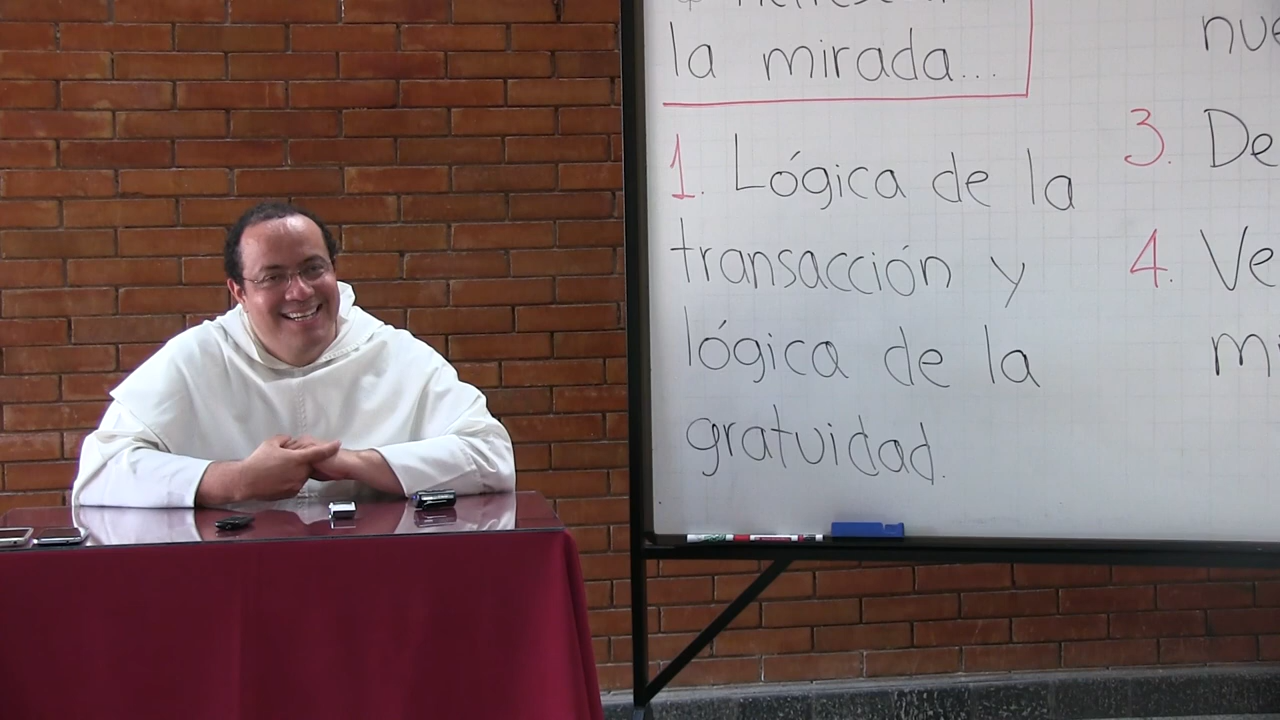 la mirada...
1. Lógica de la
transacción y
lógica de la
gratuidad.
3. De
4. Ve